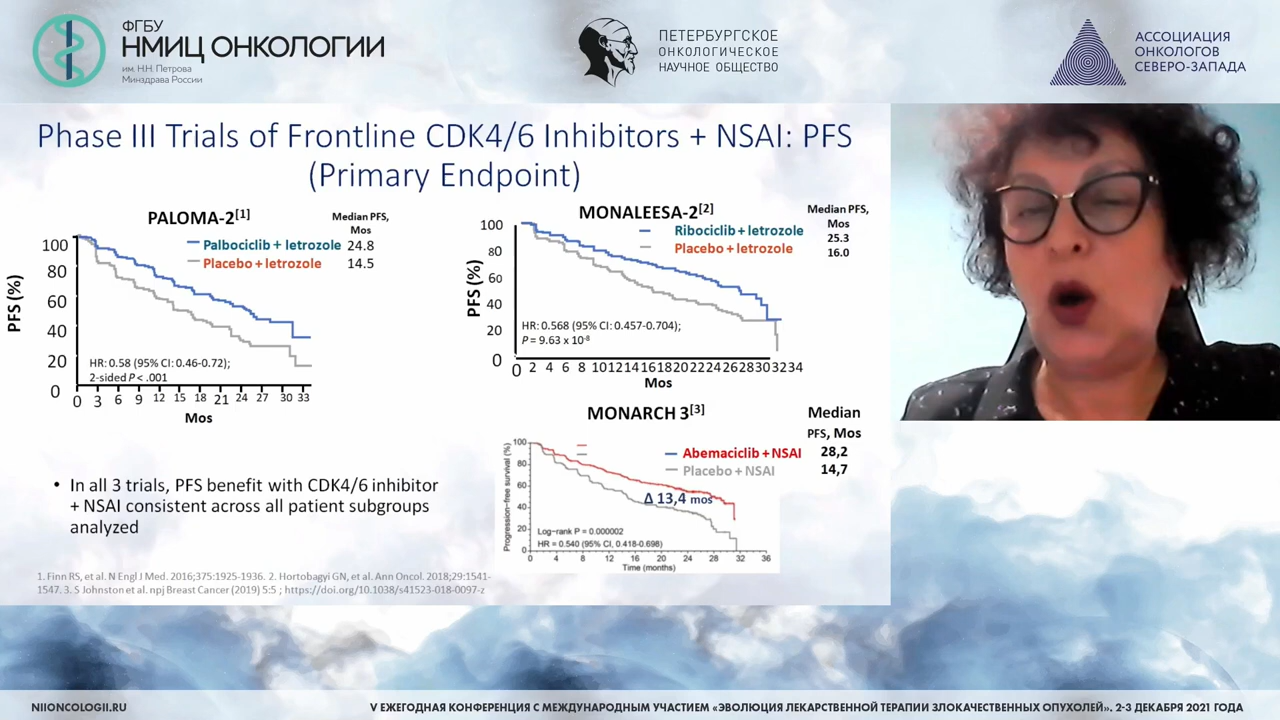 ФГБУ
НМИЦ ОНКОЛОГИИ
им. Н.Н. Петрова
Минздрава России
ПЕТЕРБУРГСКОЕ
ОНКОЛОГИЧЕСКОЕ
НАУЧНОЕ ОБЩЕСТВО
АССОЦИАЦИЯ
ОНКОЛОГОВ
СЕВЕРО-ЗАПАДА
Phase III Trials of Frontline CDK4/6 Inhibitors + NSAI: PFS
(Primary Endpoint)
PALOMA-2[1]
Median PFS,
Mos
Palbociclib + letrozole 24.8
Placebo + letrozole 14.5
PFS (%)
100
80
60
40
20
0
HR: 0.58 (95% CI: 0.46-0.72);
2-sided P < .001
0 3 6 9 12 15 18 21 24 27 30 33
Mos
MONALEESA-2[2]
Median PFS,
Mos
Ribociclib + letrozole 25.3
Placebo + letrozole 16.0
PFS (%)
100
80
60
40
20
0
HR: 0.568 (95% CI: 0.457-0.704);
P = 9.63 x 10-8
0 2 4 6 8 10 12 14 16 18 20 22 24 26 28 30 32 34
Mos
MONARCH 3[3]
Median
PFS, Mos
Abemaciclib + NSAI 28,2
Placebo + NSAI 14,7
Δ 13,4 mos
Progression-free survival (%)
100
80
60
40
20
0
Log-rank P = 0.000002
HR = 0.540 (95% CI, 0.418-0.698)
0 4 8 12 16 20 24 28 32 36
Time (months)
• In all 3 trials, PFS benefit with CDK4/6 inhibitor
+ NSAI consistent across all patient subgroups
analyzed
1. Finn RS, et al. N Engl J Med. 2016;375:1925-1936. 2. Hortobagyi GN, et al. Ann Oncol. 2018;29:1541-
1547. 3. S Johnston et al. npj Breast Cancer (2019) 5:5 ; https://doi.org/10.1038/s41523-018-0097-z
NIIONCOLOGII.RU
V ЕЖЕГОДНАЯ КОНФЕРЕНЦИЯ С МЕЖДУНАРОДНЫМ УЧАСТИЕМ «ЭВОЛЮЦИЯ ЛЕКАРСТВЕННОЙ ТЕРАПИИ ЗЛОКАЧЕСТВЕННЫХ ОПУХОЛЕЙ». 2-3 ДЕКАБРЯ 2021 ГОДА